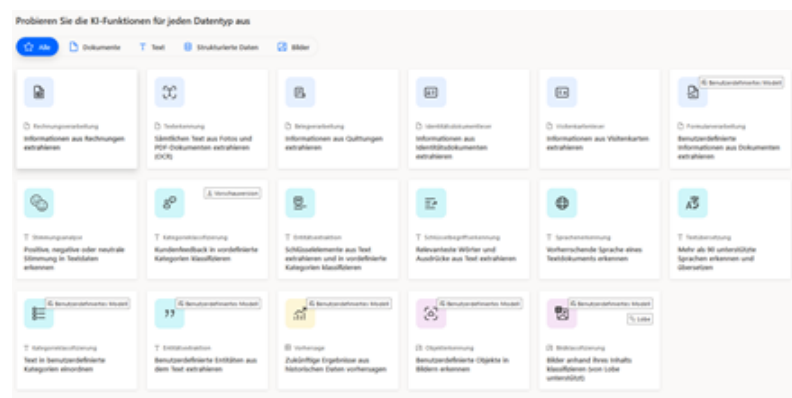 Probieren Sie die KI-Funktionen für jeden Datentyp aus
Alle
Dokumente
Text
Strukturierte Daten
Bilder
Rechnungsverarbeitung
Informationen aus Rechnungen
extrahieren
Texterkennung
Sämtlichen Text aus Fotos und
PDF-Dokumenten extrahieren
(OCR)
Belegverarbeitung
Informationen aus Quittungen
extrahieren
Identitätsdokumentleser
Informationen aus
Identitätsdokumenten
extrahieren
Visitenkartenleser
Informationen aus Visitenkarten
extrahieren
Benutzerdefiniertes Modell
Formularverarbeitung
Benutzerdefinierte
Informationen aus Dokumenten
extrahieren
Stimmungsanalyse
Positive, negative oder neutrale
Stimmung in Textdaten
erkennen
Vorschauversion
Kategorieklassifizierung
Kundenfeedback in vordefinierte
Kategorien klassifizieren
Entitätsextraktion
Schlüsselelemente aus Text
extrahieren und in vordefinierte
Kategorien klassifizieren
Schlüsselbegriffserkennung
Relevanteste Wörter und
Ausdrücke aus Text extrahieren
Spracherkennung
Vorherrschende Sprache eines
Textdokuments erkennen
Textübersetzung
Mehr als 90 unterstützte
Sprachen erkennen und
übersetzen
Benutzerdefiniertes Modell
Kategorieklassifizierung
Text in benutzerdefinierte
Kategorien einordnen
Benutzerdefiniertes Modell
Entitätsextraktion
Benutzerdefinierte Entitäten aus
dem Text extrahieren
Benutzerdefiniertes Modell
Vorhersage
Zukünftige Ergebnisse aus
historischen Daten vorhersagen
Benutzerdefiniertes Modell
Objekterkennung
Benutzerdefinierte Objekte in
Bildern erkennen
Benutzerdefiniertes Modell
Lobe
Bildklassifizierung
Bilder anhand ihres Inhalts
klassifizieren (von Lobe
unterstützt)